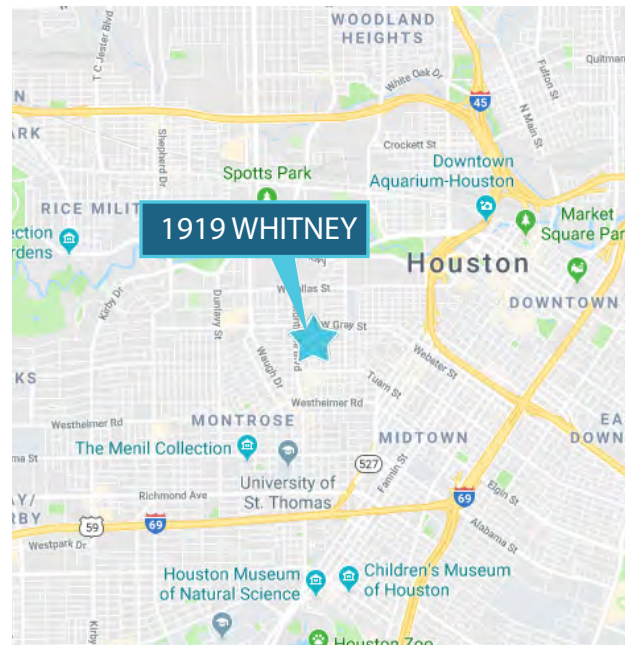 WOODLAND
HEIGHTS
T C Jester Blvd
Fulton St
Quitman
White Oak Dr
45
N Main St
N
ARK
Shepherd Dr
Crockett St
Downtown
Aquarium-Houston
Spotts Park
RICE MILIT
Market
Square Par
ection
rdens
1919 WHITNEY
Houston
DOWNTOWN
Kirby Dr
Dunlavy St
W Dallas St
W Gray St
Waugh Dr
Webster St
KS
Tuam St
Westheimer Rd
Westheimer Rd
MONTROSE
MIDTOWN
EA
DOWN
The Menil Collection
ma St
527
Fannin St
University of
St. Thomas
Elgin St
Richmond Ave
69
AY/
RBY
59
69
Alabama St
Westpark Dr
Houston Museum
of Natural Science
Children's Museum
of Houston
Kirby
Houston Zoo